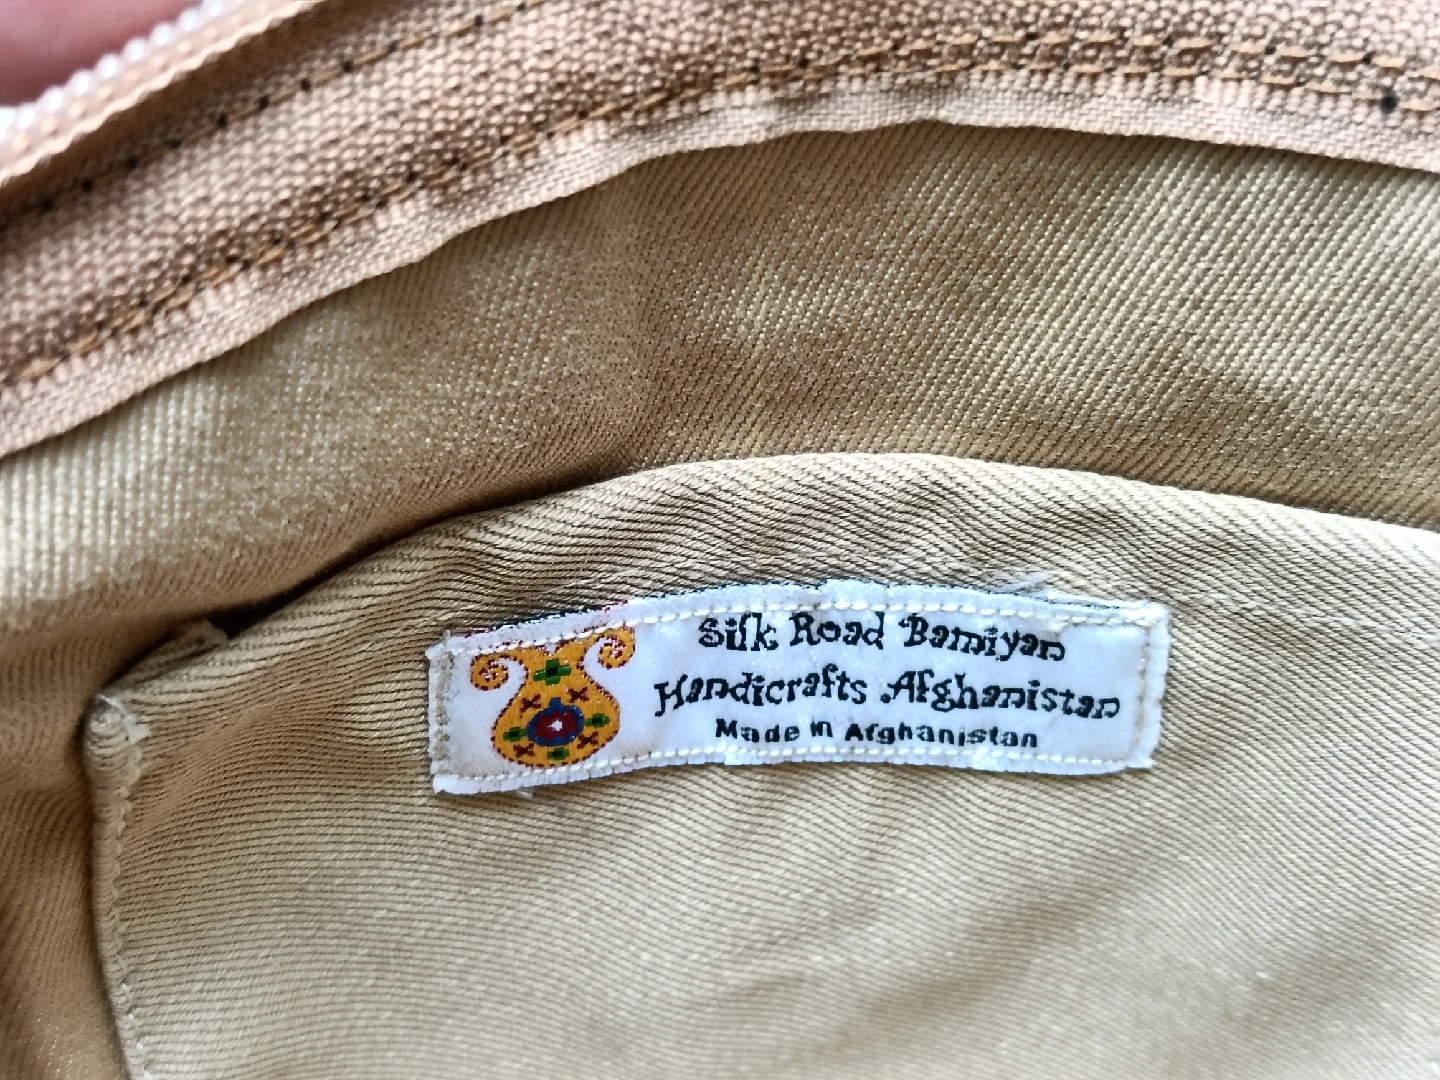 Silk Road Bamiyan
Handicrafts Afghanistan
Made in Afghanistan